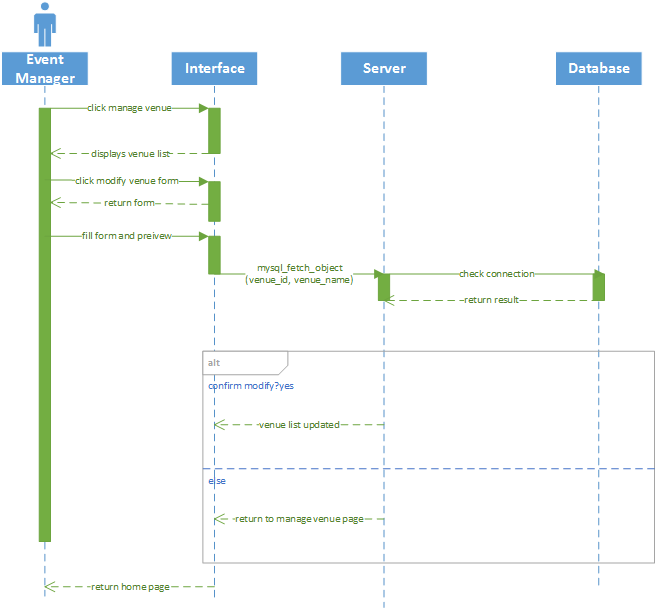 Event
Manager
Interface
Server
Database
click manage venue
displays venue list
click modify venue form
return form
fill form and preivew
mysql_fetch_object
(venue_id, venue_name)
check connection
return result
alt
confirm modify?yes
venue list updated
else
return to manage venue page
return home page